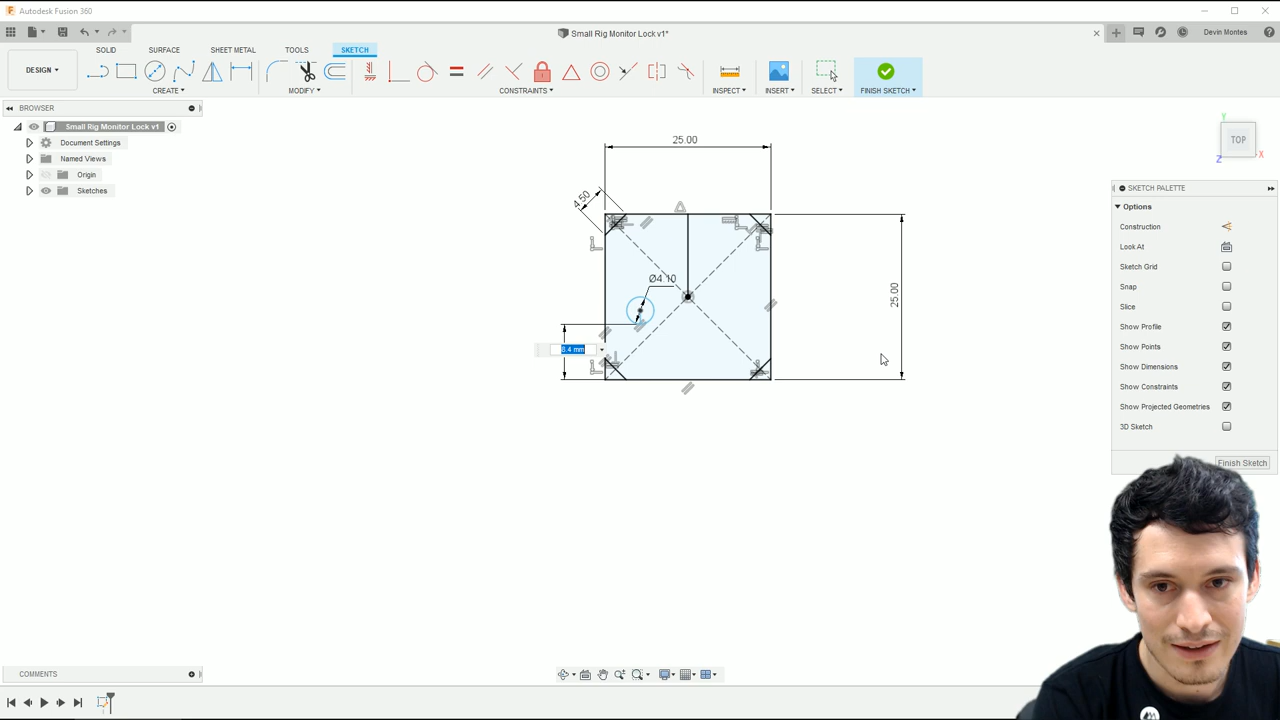 Autodesk Fusion 360
Small Rig Monitor Lock v1*
Devin Montes
SOLID
SURFACE
SHEET METAL
TOOLS
SKETCH
DESIGN
CREATE
MODIFY
CONSTRAINTS
INSPECT
INSERT
SELECT
FINISH SKETCH
BROWSER
Small Rig Monitor Lock v1
Document Settings
Named Views
Origin
Sketches
25.00
4.50
Ø4.10
25.00
Y
TOP
X
Z
SKETCH PALETTE
Options
Construction
Look At
Sketch Grid
Snap
Slice
Show Profile
Show Points
Show Dimensions
Show Constraints
Show Projected Geometries
3D Sketch
Finish Sketch
COMMENTS